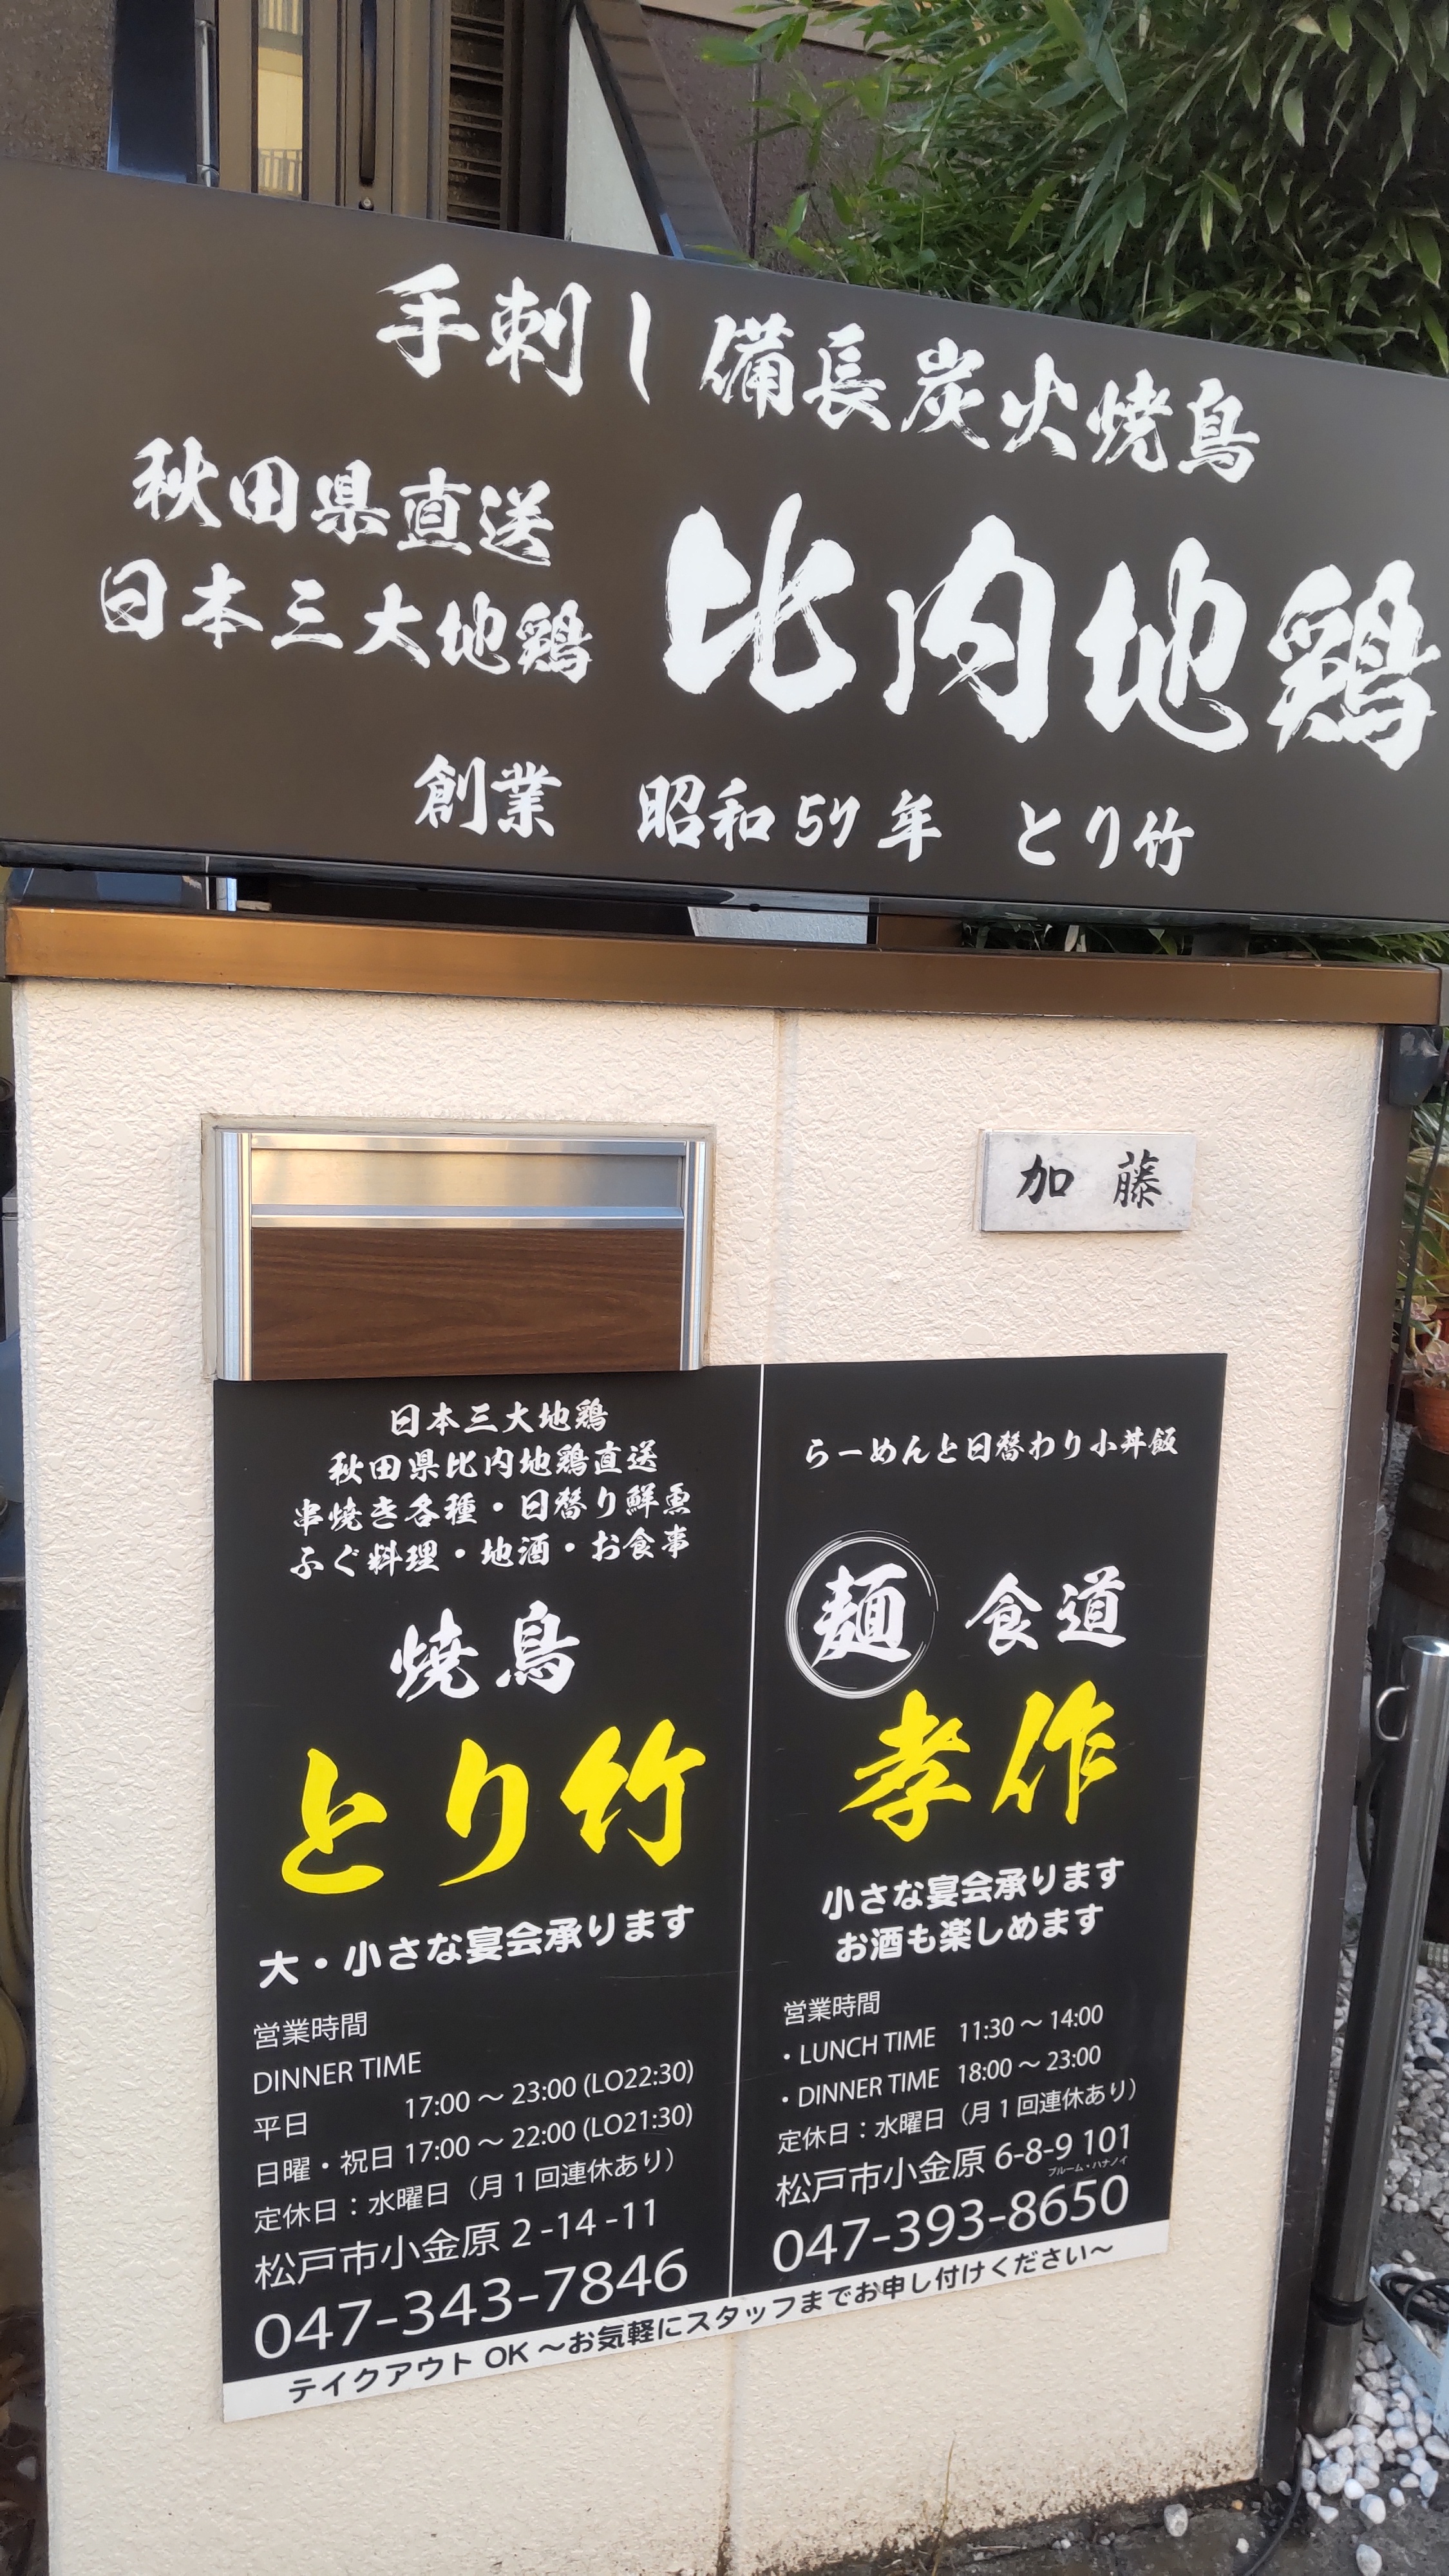 手刺し備長炭火焼鳥
秋田県直送
日本三大地鶏
比内地鶏
創業 昭和57年 とり竹
加藤
日本三大地鶏
秋田県比内地鶏直送
串焼き各種・日替り鮮魚
ふぐ料理・地酒・お食事
焼鳥
とり竹
大・小さな宴会承ります
営業時間
DINNER TIME
平日 17:00 ～ 23:00 (LO22:30)
日曜・祝日 17:00 ～ 22:00 (LO21:30)
定休日：水曜日（月1回連休あり）
松戸市小金原 2 -14 -11
047-343-7846
らーめんと日替わり小丼飯
麺 食道
孝作
小さな宴会承ります
お酒も楽しめます
営業時間
・LUNCH TIME 11:30 ～ 14:00
・DINNER TIME 18:00 ～ 23:00
定休日：水曜日（月1回連休あり）
松戸市小金原 6-8-9 101
ブルーム・ハナノイ
047-393-8650
テイクアウト OK ～お気軽にスタッフまでお申し付けください～